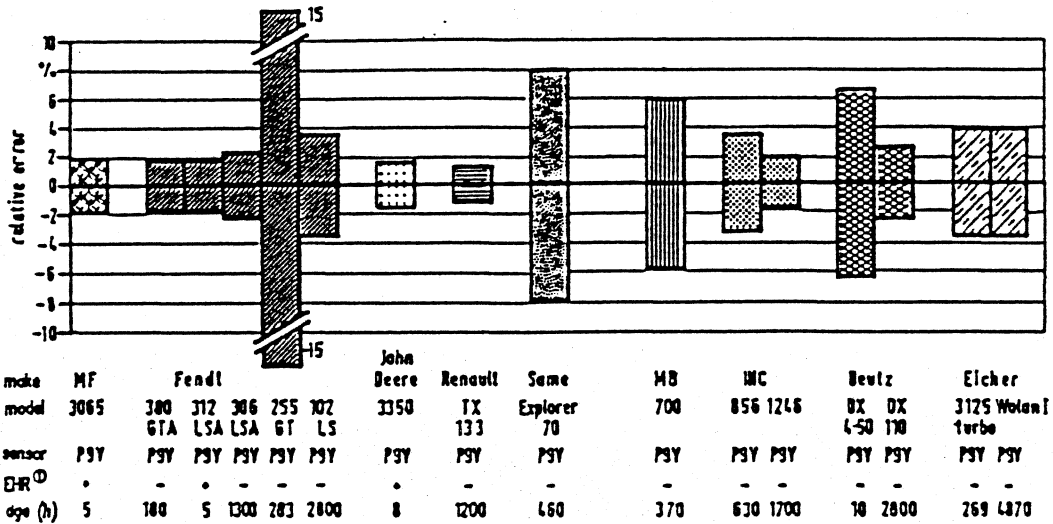 15
10
%
6
4
2
0
-2
-4
-6
-8
-10
relative error
15
make MF Fendt John Deere Renault Same MB IHC Deutz Eicher
model 3065 380 312 306 255 102 3350 TX Explorer 700 856 1246 DX DX 3125
GTA LSA LSA GT LS 133 70 4-50 110 turbo
sensor PSY PSY PSY PSY PSY PSY PSY PSY PSY PSY PSY PSY PSY PSY PSY PSY
EHR ① • - • - - - • - - - - - - - - -
age (h) 5 180 5 1300 283 2800 8 1200 460 370 630 1700 10 2800 269 4870